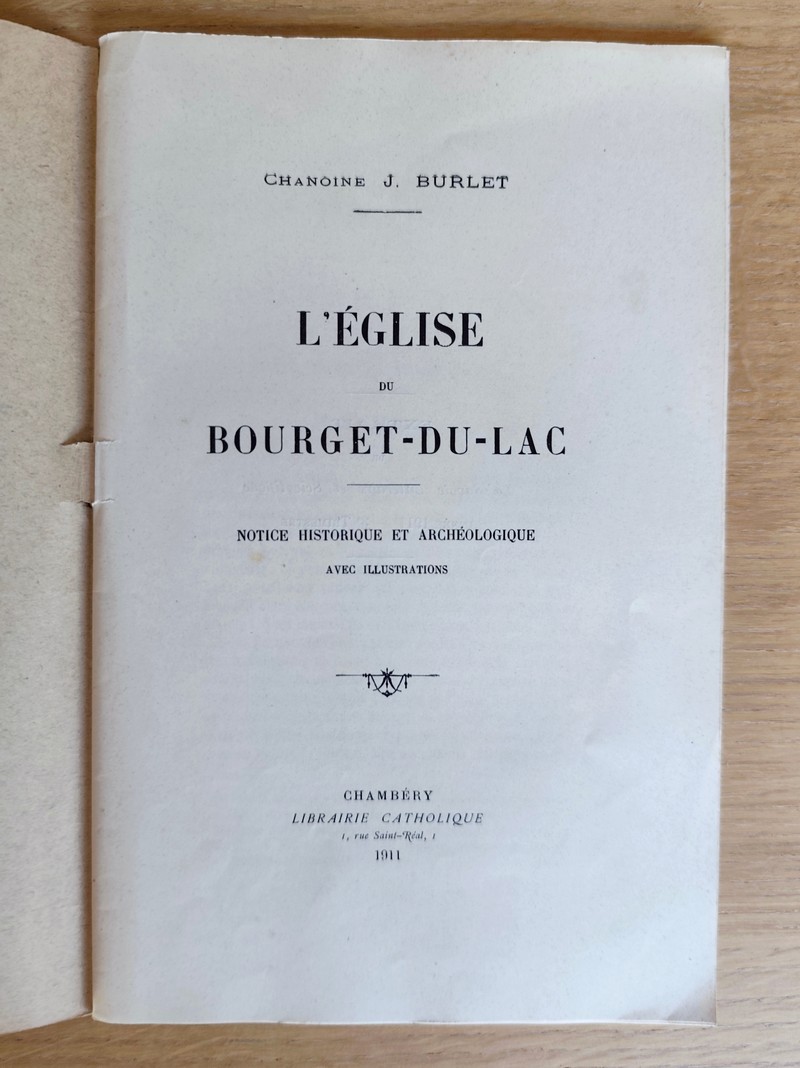 CHANOINE J. BURLET
L'ÉGLISE
DU
BOURGET-DU-LAC
NOTICE HISTORIQUE ET ARCHÉOLOGIQUE
AVEC ILLUSTRATIONS
CHAMBÉRY
LIBRAIRIE CATHOLIQUE
1, rue Saint-Réal, 1
1911